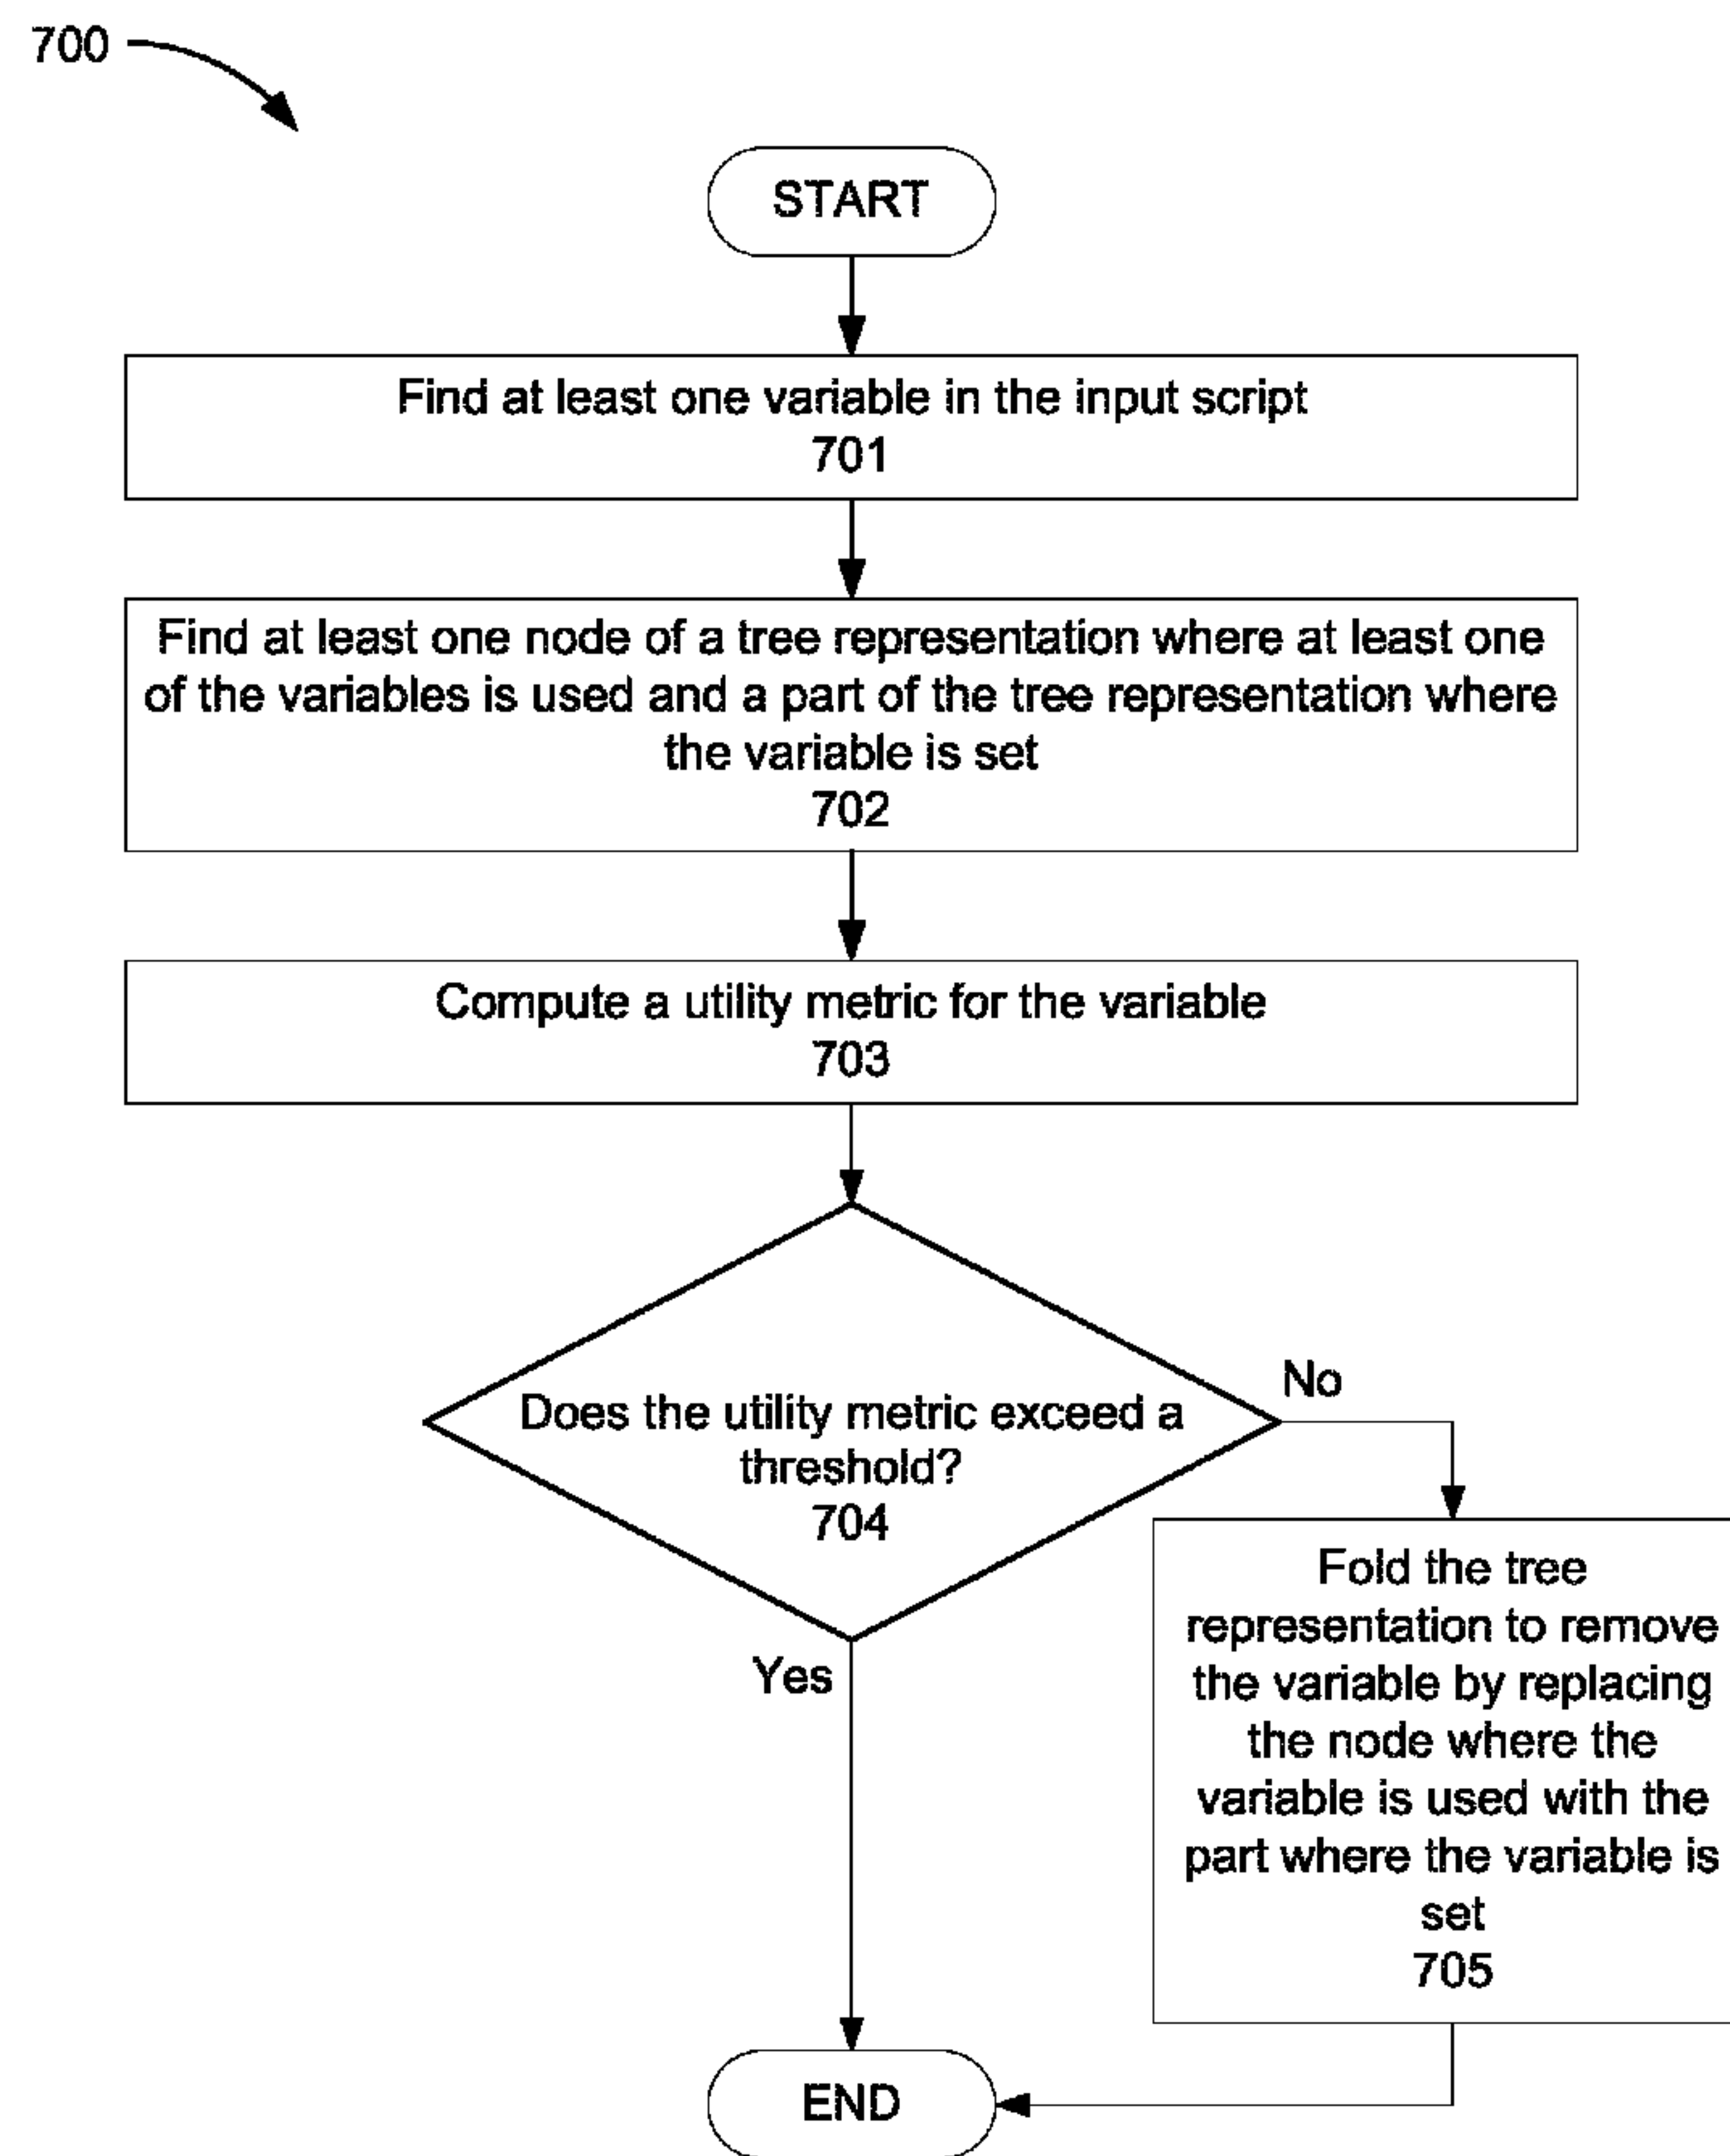 700
START
Find at least one variable in the input script
701
Find at least one node of a tree representation where at least one
of the variables is used and a part of the tree representation where
the variable is set
702
Compute a utility metric for the variable
703
Does the utility metric exceed a
threshold?
704
No
Yes
Fold the tree
representation to remove
the variable by replacing
the node where the
variable is used with the
part where the variable is
set
705
END